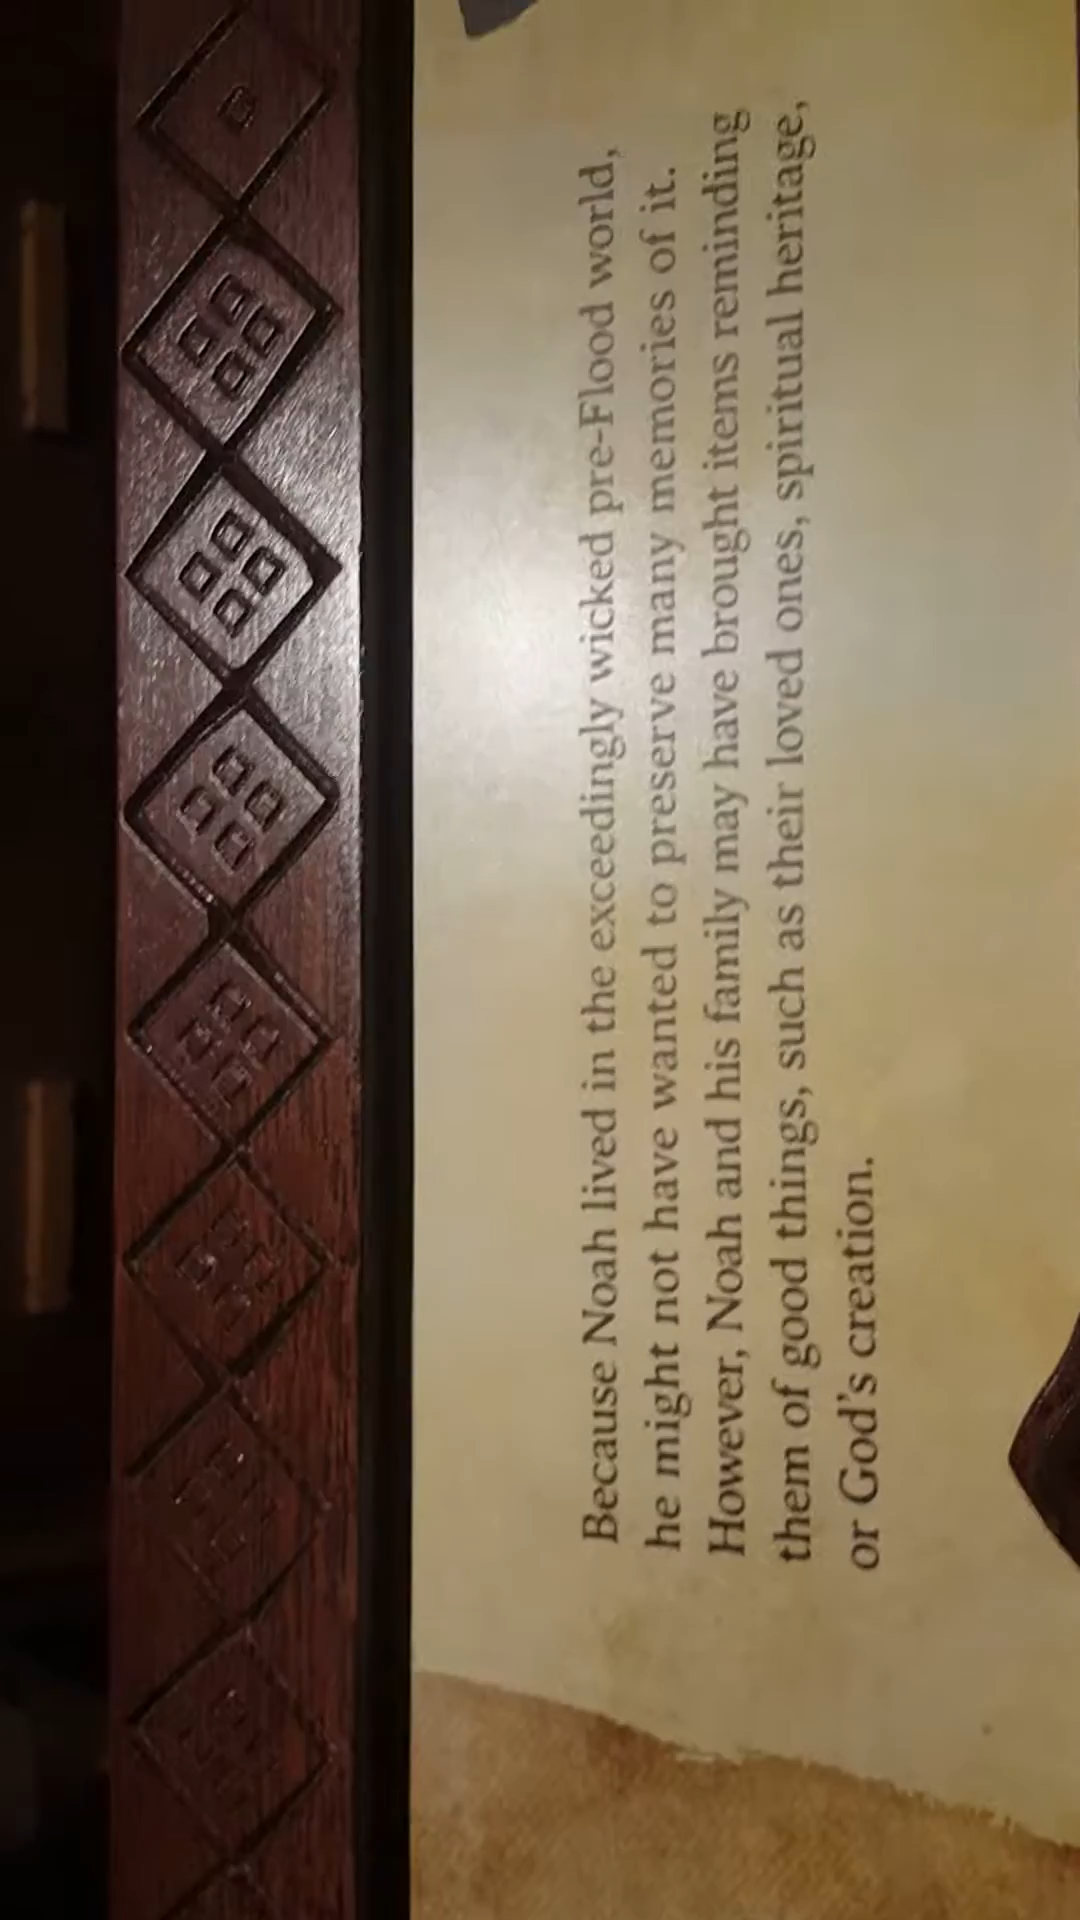 Because Noah lived in the exceedingly wicked pre-Flood world,
he might not have wanted to preserve many memories of it.
However, Noah and his family may have brought items reminding
them of good things, such as their loved ones, spiritual heritage,
or God's creation.